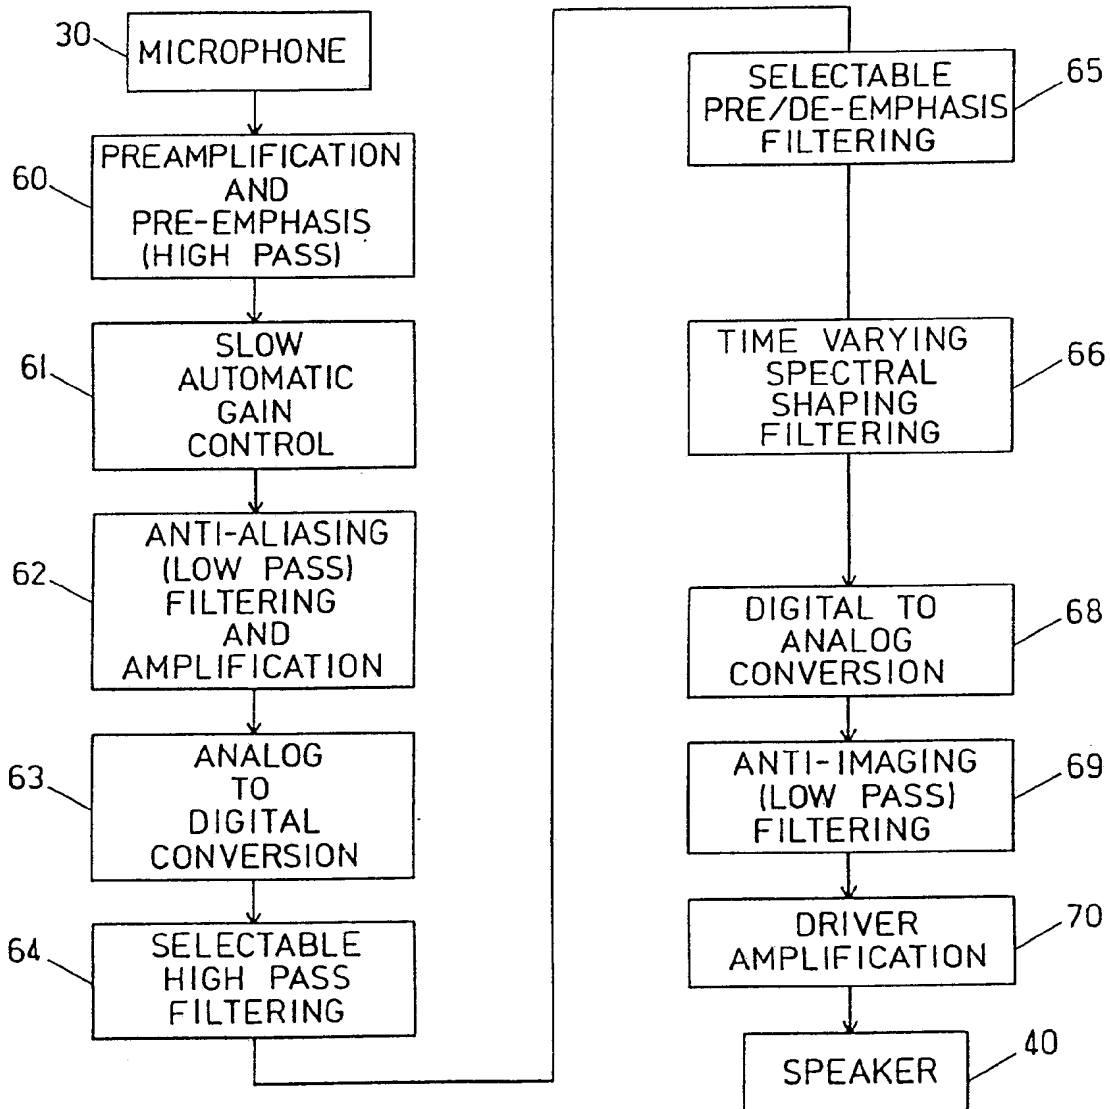 30
MICROPHONE
60
PREAMPLIFICATION
AND
PRE-EMPHASIS
(HIGH PASS)
61
SLOW
AUTOMATIC
GAIN
CONTROL
62
ANTI-ALIASING
(LOW PASS)
FILTERING
AND
AMPLIFICATION
63
ANALOG
TO
DIGITAL
CONVERSION
64
SELECTABLE
HIGH PASS
FILTERING
65
SELECTABLE
PRE/DE-EMPHASIS
FILTERING
66
TIME VARYING
SPECTRAL
SHAPING
FILTERING
68
DIGITAL TO
ANALOG
CONVERSION
69
ANTI-IMAGING
(LOW PASS)
FILTERING
70
DRIVER
AMPLIFICATION
40
SPEAKER